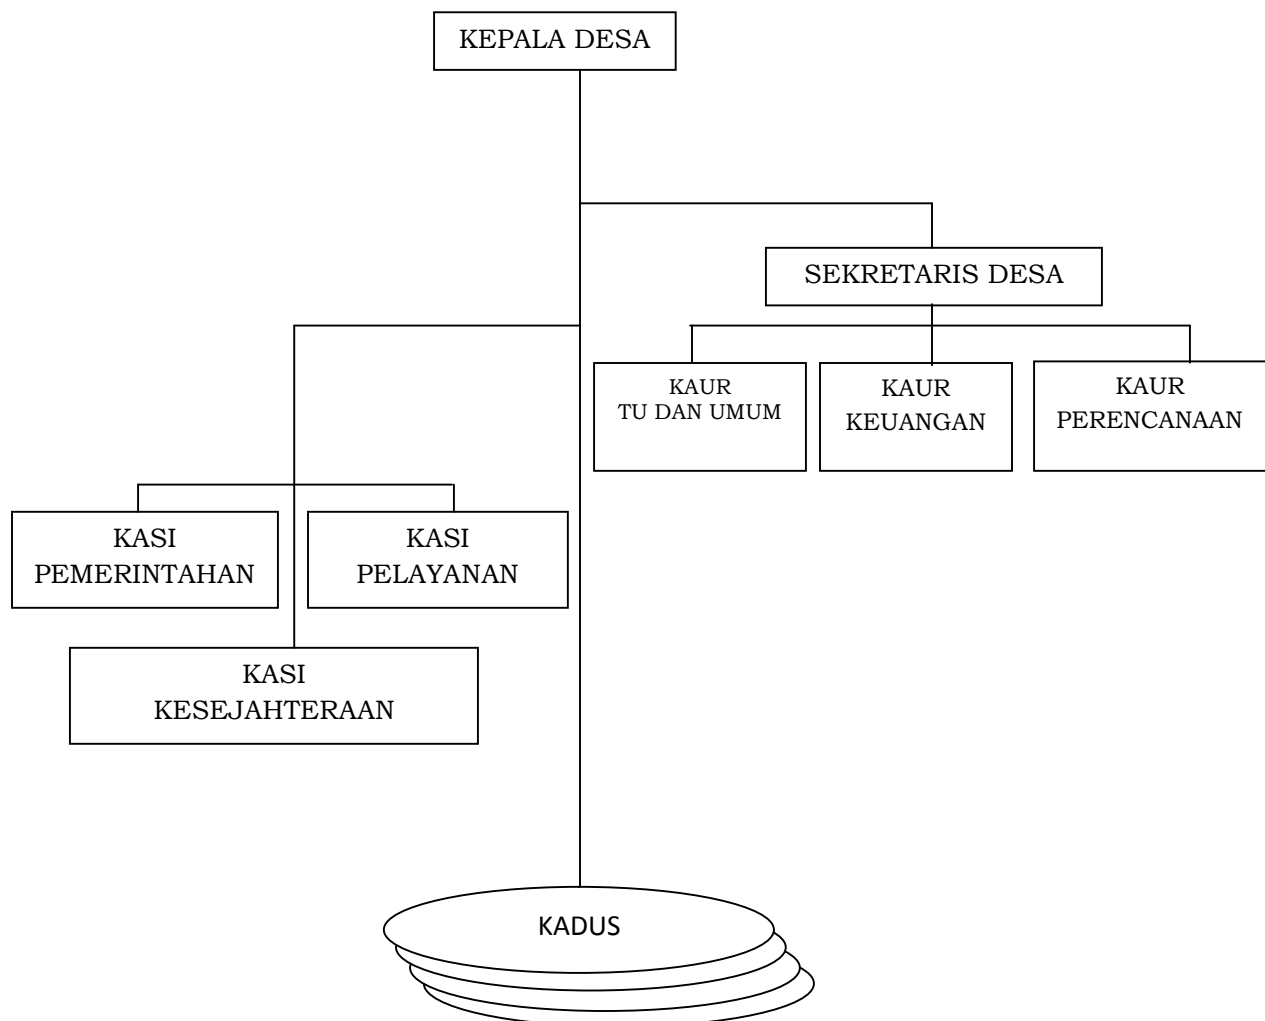 KEPALA DESA
SEKRETARIS DESA
KAUR
TU DAN UMUM
KAUR
KEUANGAN
KAUR
PERENCANAAN
KASI
PEMERINTAHAN
KASI
PELAYANAN
KASI
KESEJAHTERAAN
KADUS